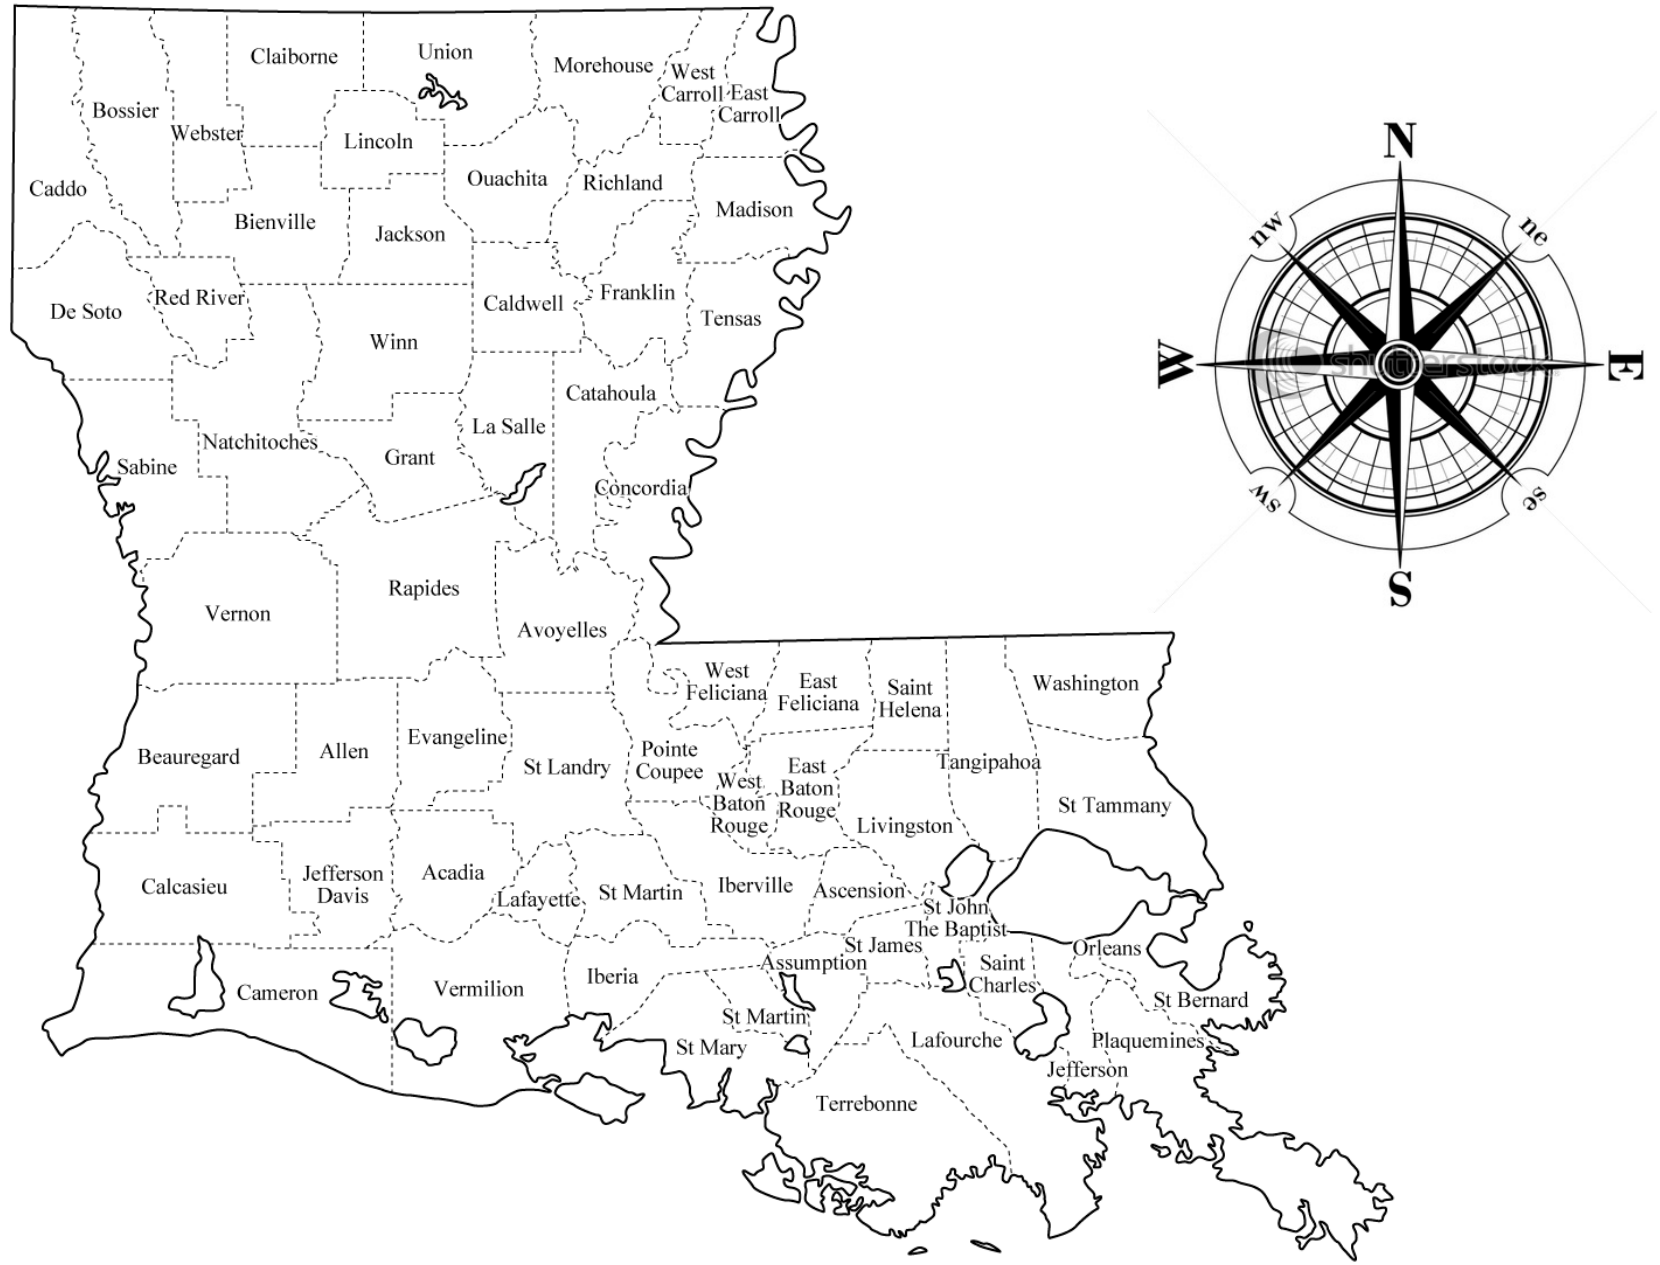 Claiborne
Union
Morehouse
West
Carroll
East
Carroll
Bossier
Webster
Lincoln
Ouachita
Richland
Caddo
Madison
Bienville
Jackson
De Soto
Red River
Caldwell
Franklin
Tensas
Winn
Catahoula
La Salle
Natchitoches
Grant
Sabine
Concordia
Rapides
Vernon
Avoyelles
West
Feliciana
East
Feliciana
Saint
Helena
Washington
Beauregard
Allen
Evangeline
St Landry
Pointe
Coupee
West
Baton
Rouge
East
Baton
Rouge
Tangipahoa
St Tammany
Livingston
Calcasieu
Jefferson
Davis
Acadia
Lafayette
St Martin
Iberville
Ascension
St John
The Baptist
St James
Orleans
Assumption
Saint
Charles
Cameron
Vermilion
Iberia
St Martin
St Bernard
St Mary
Lafourche
Plaquemines
Jefferson
Terrebonne
N
nw
ne
W
shutterstock
E
sw
se
S